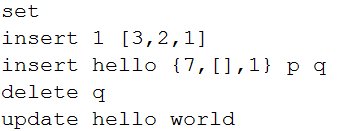 set
insert 1 [3,2,1]
insert hello {7,[],1} p q
delete q
update hello world